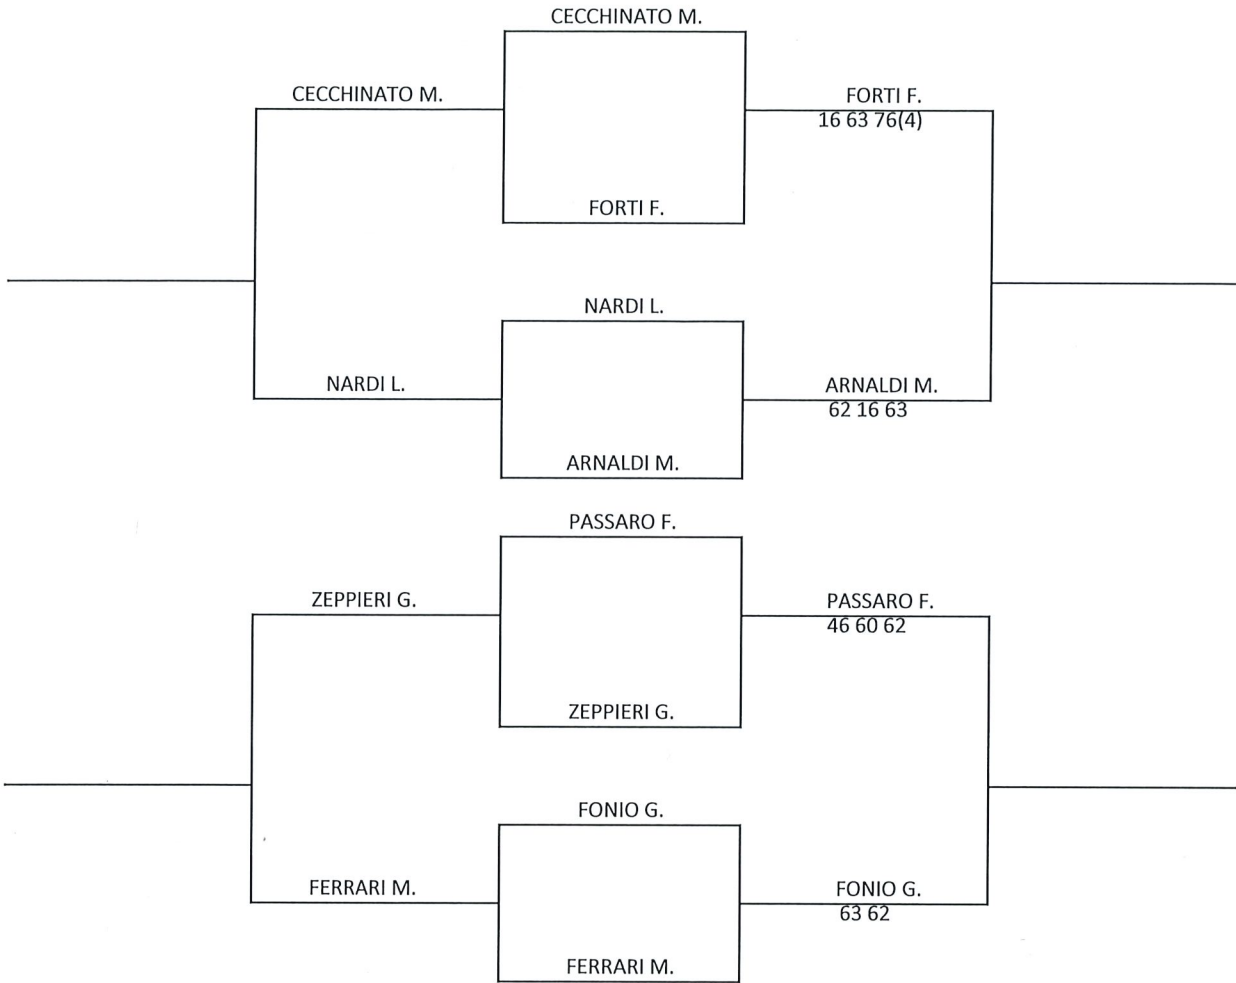 CECCHINATO M.
CECCHINATO M.
FORTI F.
16 63 76(4)
FORTI F.
NARDI L.
NARDI L.
ARNALDI M.
62 16 63
ARNALDI M.
PASSARO F.
ZEPPIERI G.
PASSARO F.
46 60 62
ZEPPIERI G.
FONIO G.
FERRARI M.
FONIO G.
63 62
FERRARI M.